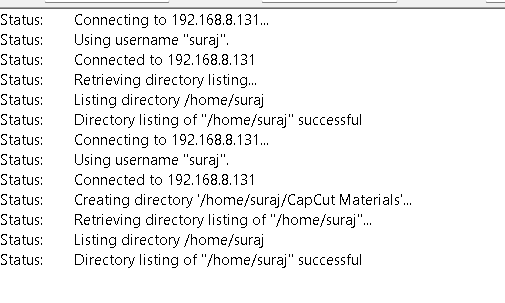 Status: Connecting to 192.168.8.131...
Status: Using username "suraj".
Status: Connected to 192.168.8.131
Status: Retrieving directory listing...
Status: Listing directory /home/suraj
Status: Directory listing of "/home/suraj" successful
Status: Connecting to 192.168.8.131...
Status: Using username "suraj".
Status: Connected to 192.168.8.131
Status: Creating directory '/home/suraj/CapCut Materials'...
Status: Retrieving directory listing of "/home/suraj"...
Status: Listing directory /home/suraj
Status: Directory listing of "/home/suraj" successful